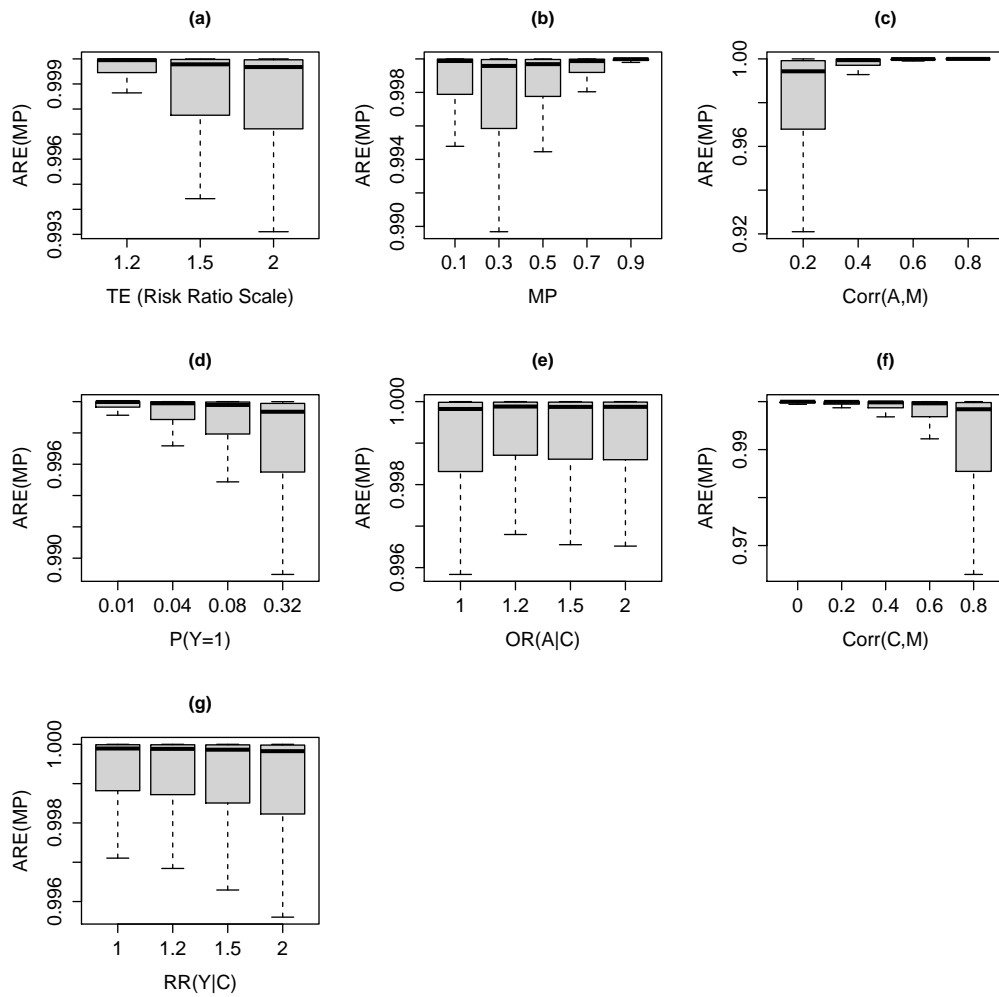 (a)
ARE(MP)
0.999
0.996
0.993
1.2 1.5 2
TE (Risk Ratio Scale)
(b)
ARE(MP)
0.998
0.994
0.990
0.1 0.3 0.5 0.7 0.9
MP
(c)
ARE(MP)
1.00
0.96
0.92
0.2 0.4 0.6 0.8
Corr(A,M)
(d)
ARE(MP)
0.996
0.990
0.01 0.04 0.08 0.32
P(Y=1)
(e)
ARE(MP)
1.000
0.998
0.996
1 1.2 1.5 2
OR(A|C)
(f)
ARE(MP)
0.99
0.97
0 0.2 0.4 0.6 0.8
Corr(C,M)
(g)
ARE(MP)
1.000
0.998
0.996
1 1.2 1.5 2
RR(Y|C)